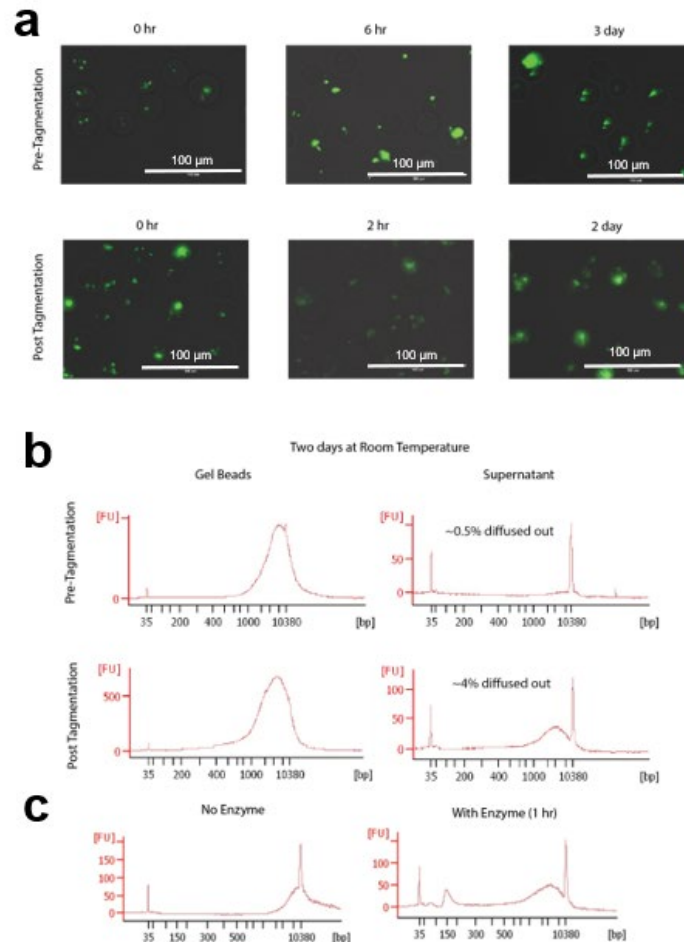 a
0 hr 6 hr 3 day
Pre-Tagmentation
100 µm 100 µm 100 µm
0 hr 2 hr 2 day
Post Tagmentation
100 µm 100 µm 100 µm
b
Two days at Room Temperature
Gel Beads Supernatant
Pre-Tagmentation
[FU] [FU]
~0.5% diffused out
50
0 0
35 200 400 1000 10380 [bp] 35 200 400 1000 10380 [bp]
Post Tagmentation
[FU] [FU]
~4% diffused out
500 100
50
0 0
35 200 400 1000 10380 [bp] 35 200 400 1000 10380 [bp]
c
No Enzyme With Enzyme (1 hr)
[FU] [FU]
150 150
100 100
50 50
0 0
35 150 300 500 10380 [bp] 35 150 300 500 10380 [bp]